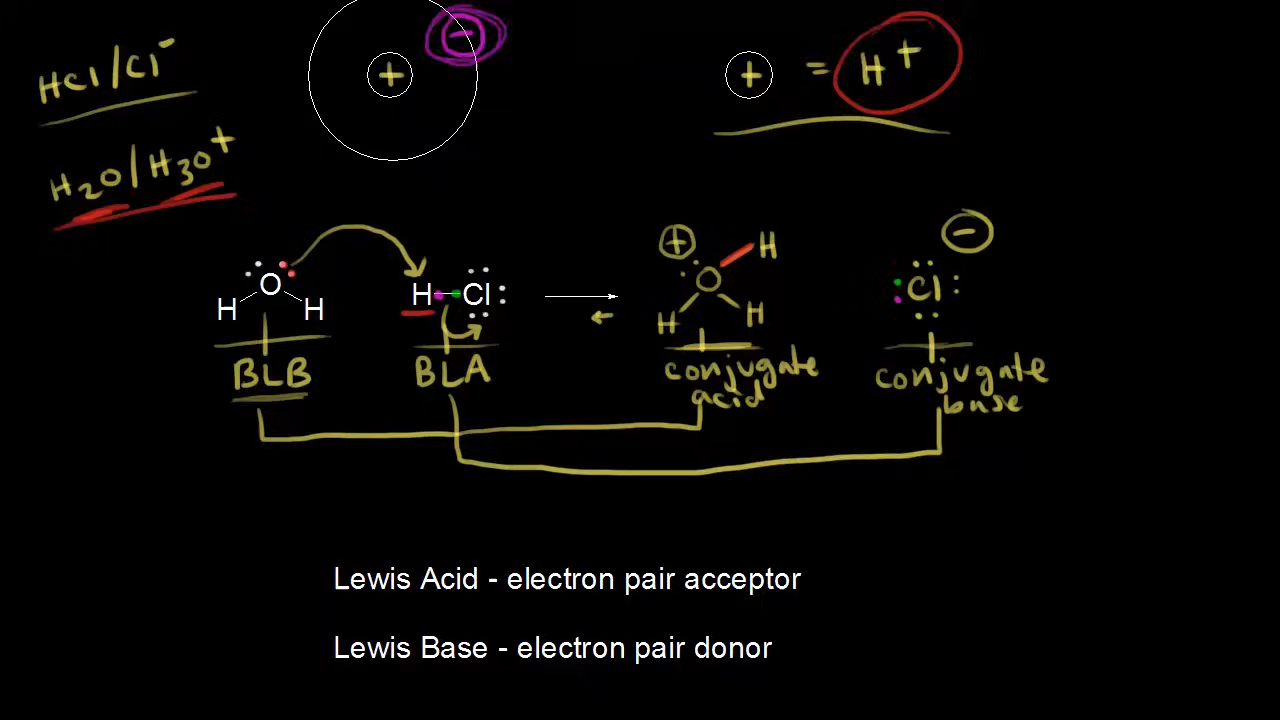 HCl/Cl⁻
H₂O/H₃O⁺
−
+
+ = H⁺
H O H
H Cl
+
H O H H
Cl −
BLB
BLA
conjugate
acid
conjugate
base
Lewis Acid - electron pair acceptor
Lewis Base - electron pair donor